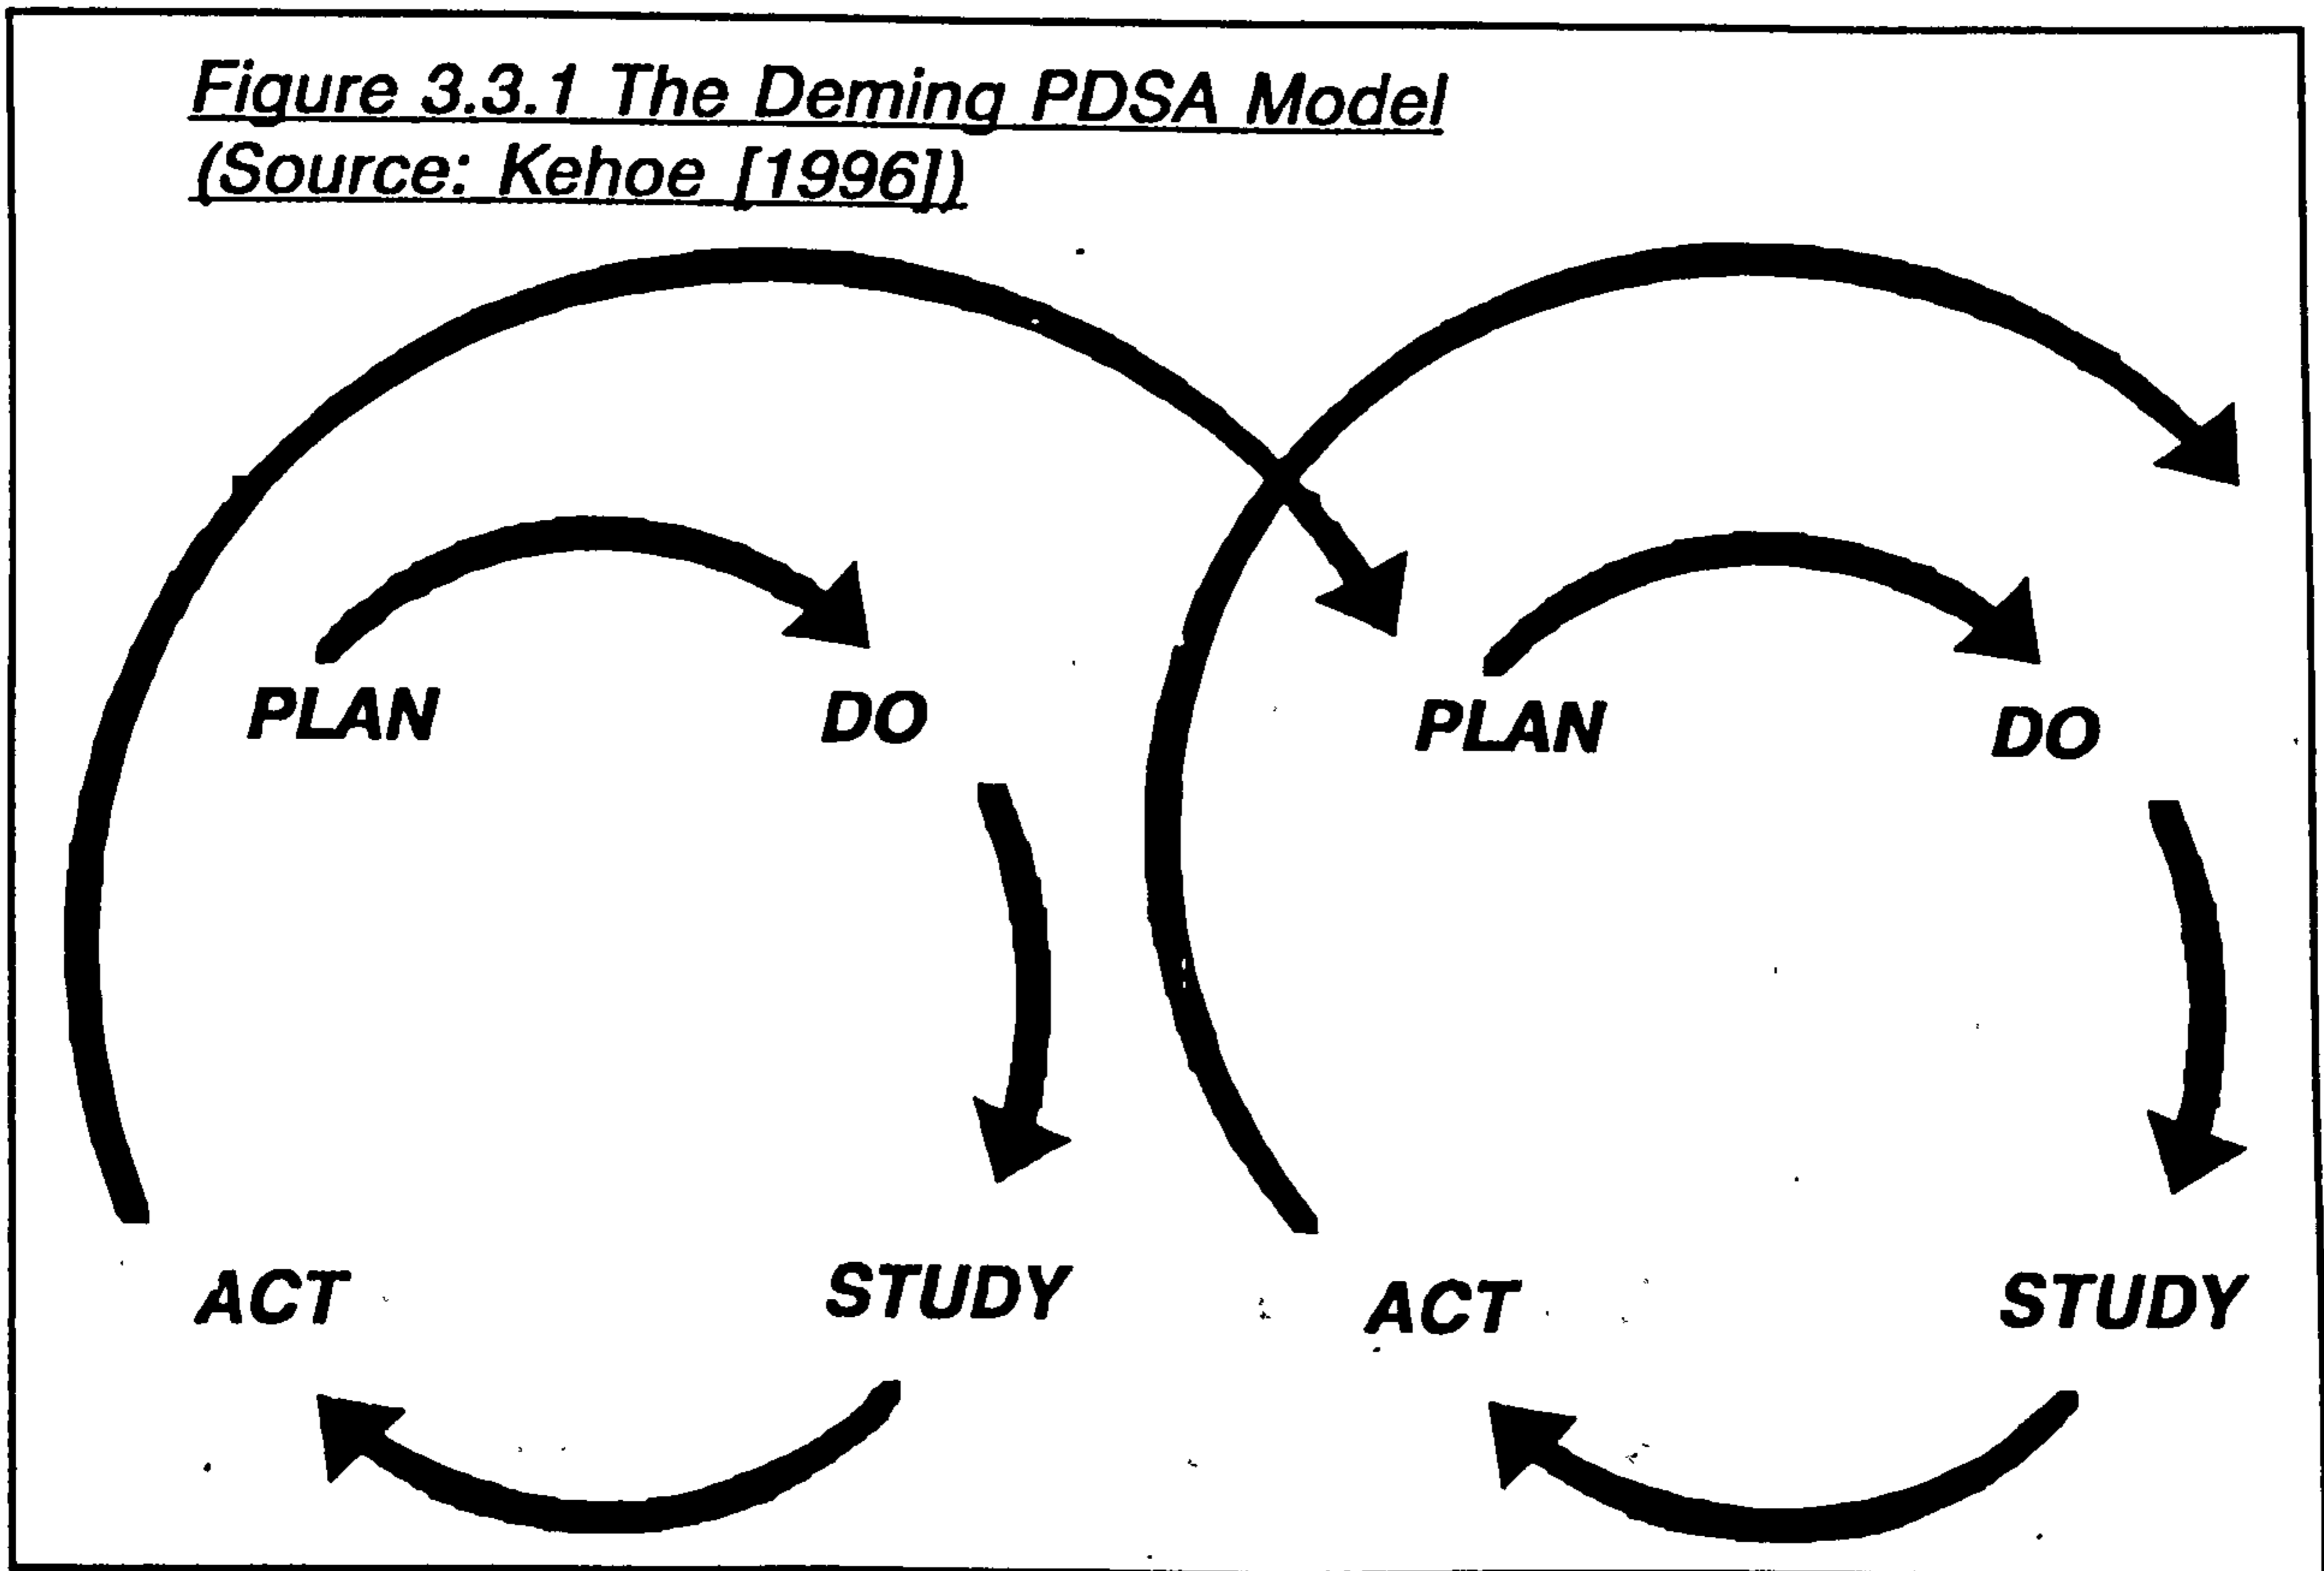 Figure 3.3.1 The Deming PDSA Model
(Source: Kehoe [1996])
PLAN DO PLAN DO
ACT STUDY ACT STUDY